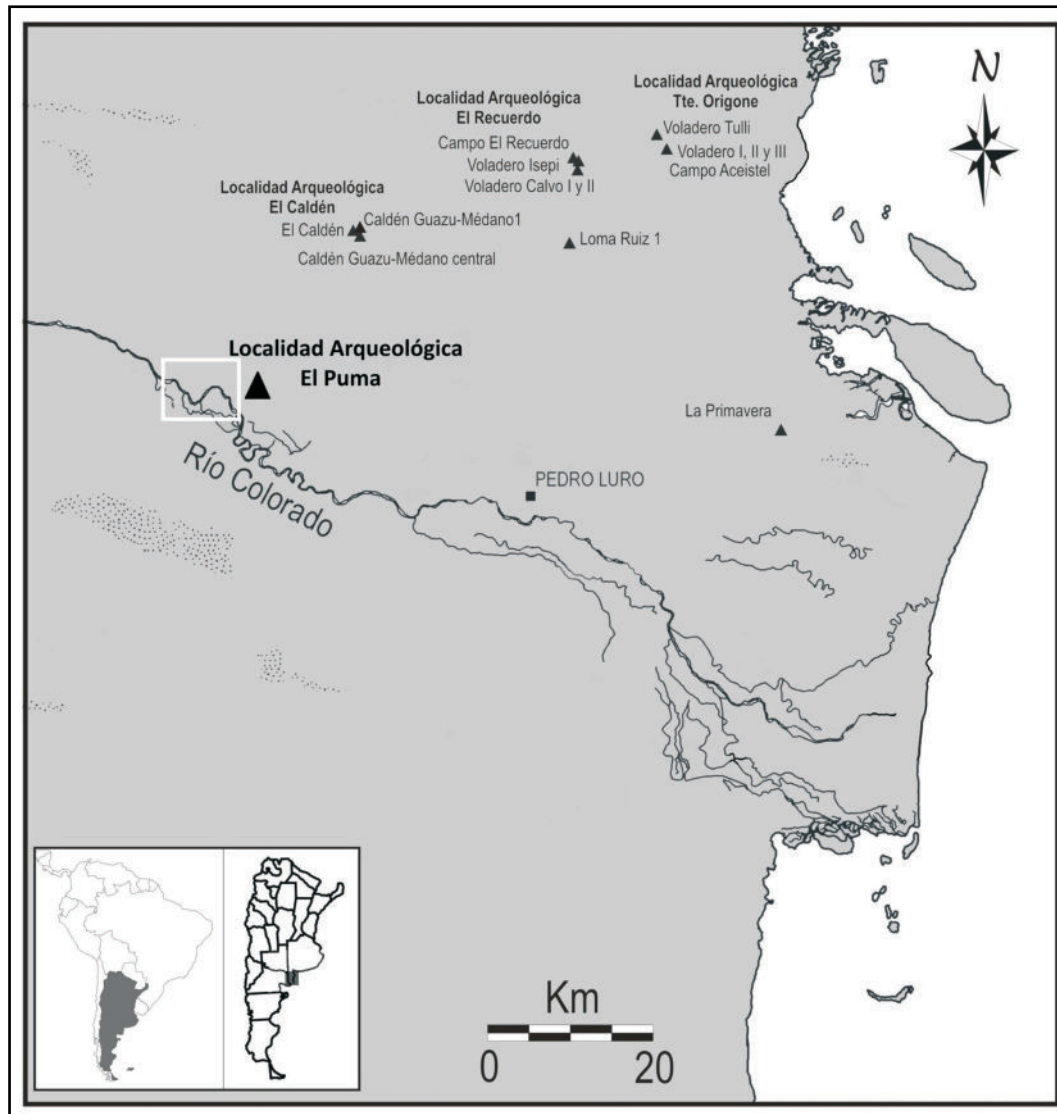 N
Localidad Arqueológica
Tte. Origone
Voladero Tulli
Voladero I, II y III
Campo Aceistel
Localidad Arqueológica
El Recuerdo
Campo El Recuerdo
Voladero Isepi
Voladero Calvo I y II
Localidad Arqueológica
El Caldén
El Caldén
Caldén Guazu-Médano1
Caldén Guazu-Médano central
Loma Ruiz 1
Localidad Arqueológica
El Puma
La Primavera
Río Colorado
PEDRO LURO
Km
0 20